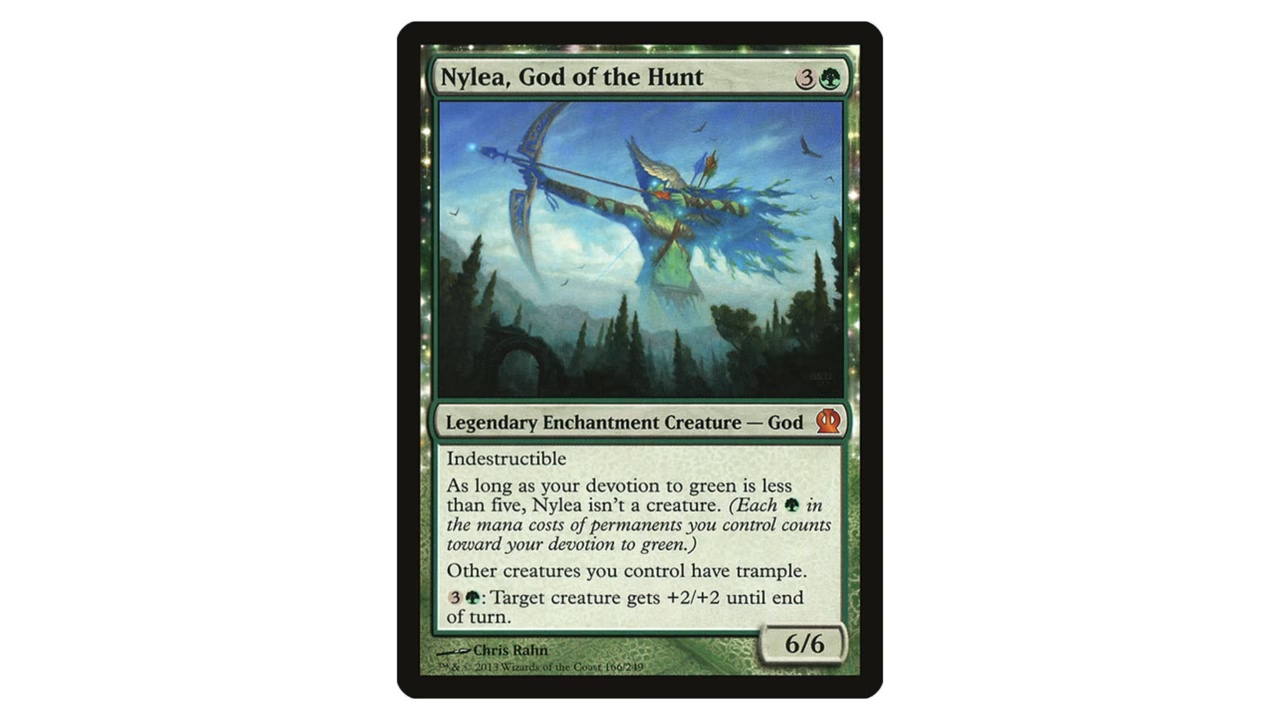 Nylea, God of the Hunt 3
Legendary Enchantment Creature — God
Indestructible
As long as your devotion to green is less
than five, Nylea isn't a creature. (Each in
the mana costs of permanents you control counts
toward your devotion to green.)
Other creatures you control have trample.
3 : Target creature gets +2/+2 until end
of turn.
6/6
Chris Rahn
™ & © 2013 Wizards of the Coast 166/249